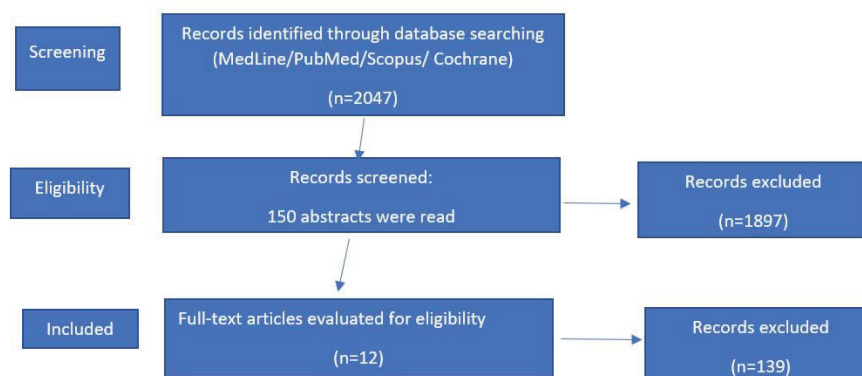 Screening
Records identified through database searching
(MedLine/PubMed/Scopus/ Cochrane)
(n=2047)
Eligibility
Records screened:
150 abstracts were read
Records excluded
(n=1897)
Included
Full-text articles evaluated for eligibility
(n=12)
Records excluded
(n=139)